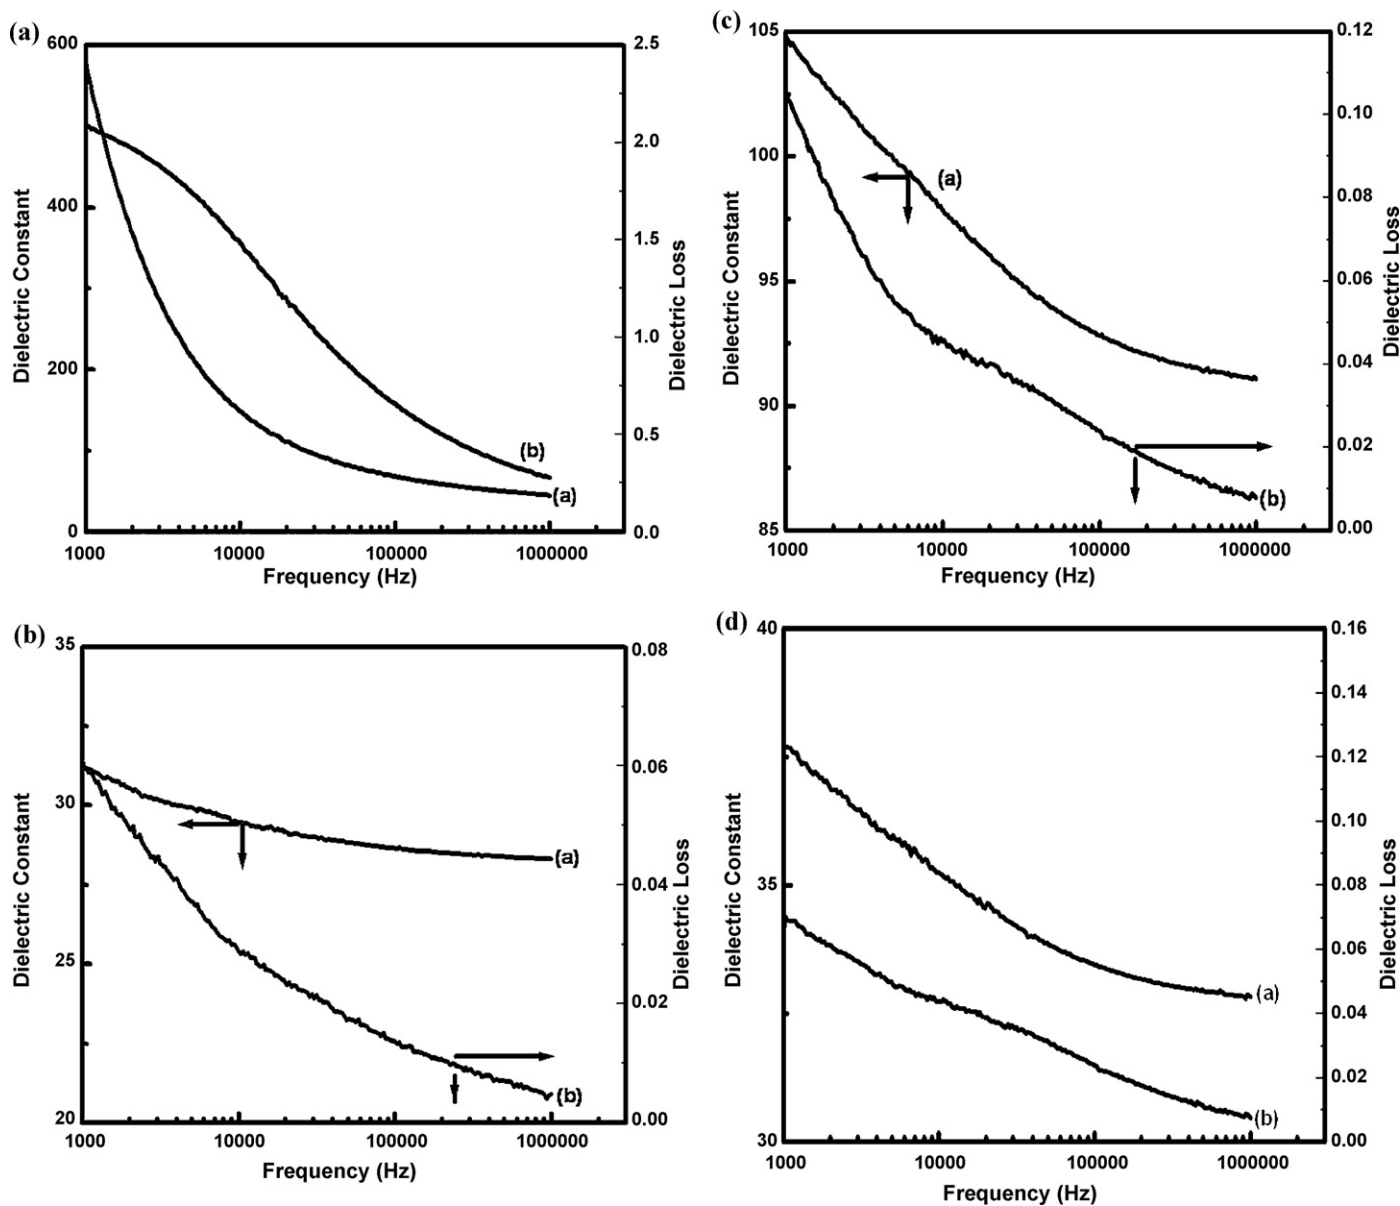 (a)
600
400
200
0
Dielectric Constant
2.5
2.0
1.5
1.0
0.5
0.0
Dielectric Loss
(b)
(a)
1000 10000 100000 1000000
Frequency (Hz)
(c)
105
100
95
90
85
Dielectric Constant
0.12
0.10
0.08
0.06
0.04
0.02
0.00
Dielectric Loss
(a)
(b)
1000 10000 100000 1000000
Frequency (Hz)
(b)
35
30
25
20
Dielectric Constant
0.08
0.06
0.04
0.02
0.00
Dielectric Loss
(a)
(b)
1000 10000 100000 1000000
Frequency (Hz)
(d)
40
35
30
Dielectric Constant
0.16
0.14
0.12
0.10
0.08
0.06
0.04
0.02
0.00
Dielectric Loss
(a)
(b)
1000 10000 100000 1000000
Frequency (Hz)